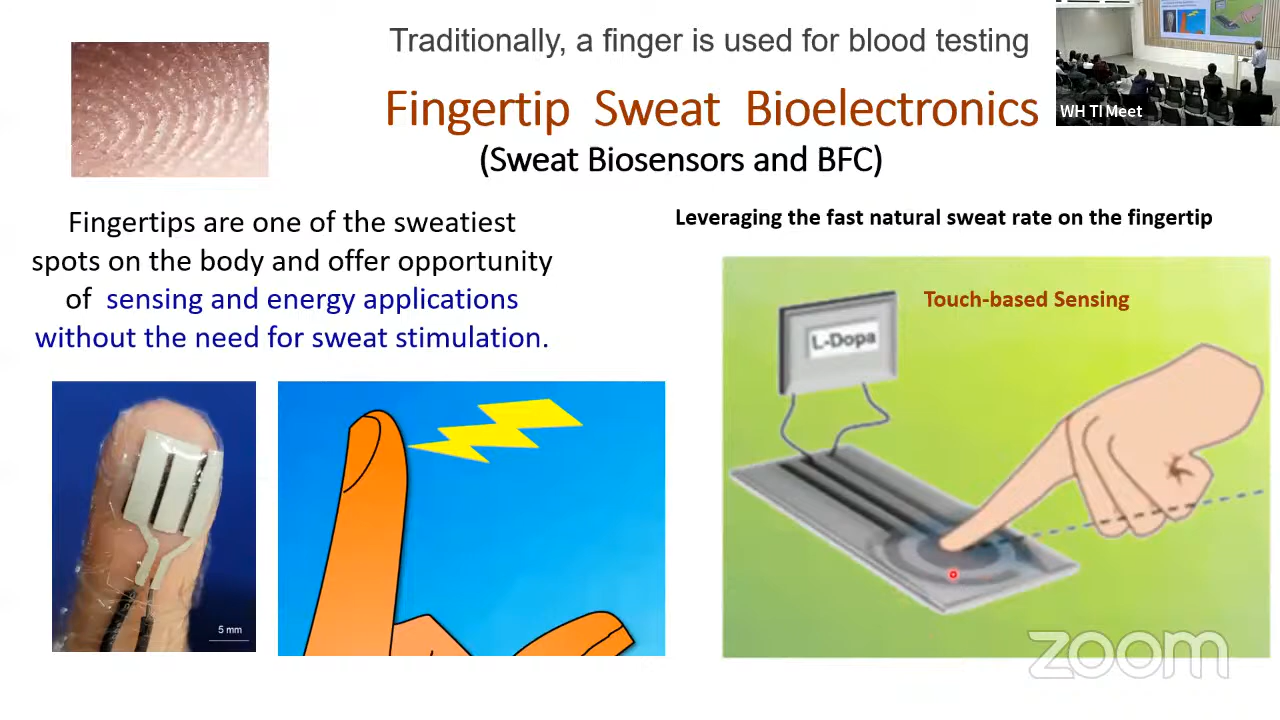 Traditionally, a finger is used for blood testing
Fingertip Sweat Bioelectronics
(Sweat Biosensors and BFC)
WH TI Meet
Fingertips are one of the sweatiest
spots on the body and offer opportunity
of sensing and energy applications
without the need for sweat stimulation.
Leveraging the fast natural sweat rate on the fingertip
Touch-based Sensing
L-Dopa
5 mm
zoom